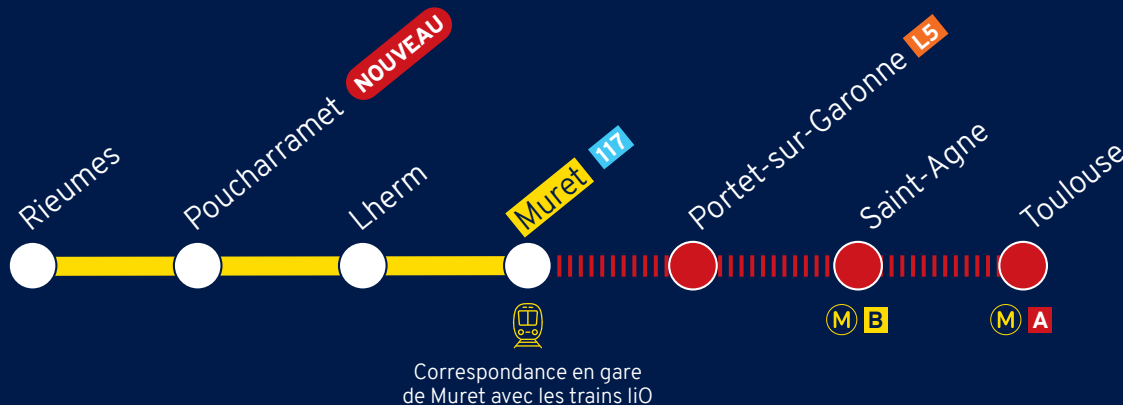 Rieumes
Poucharramet NOUVEAU
Lherm
Muret 117
Portet-sur-Garonne L5
Saint-Agne
Toulouse
M B
M A
Correspondance en gare
de Muret avec les trains liO